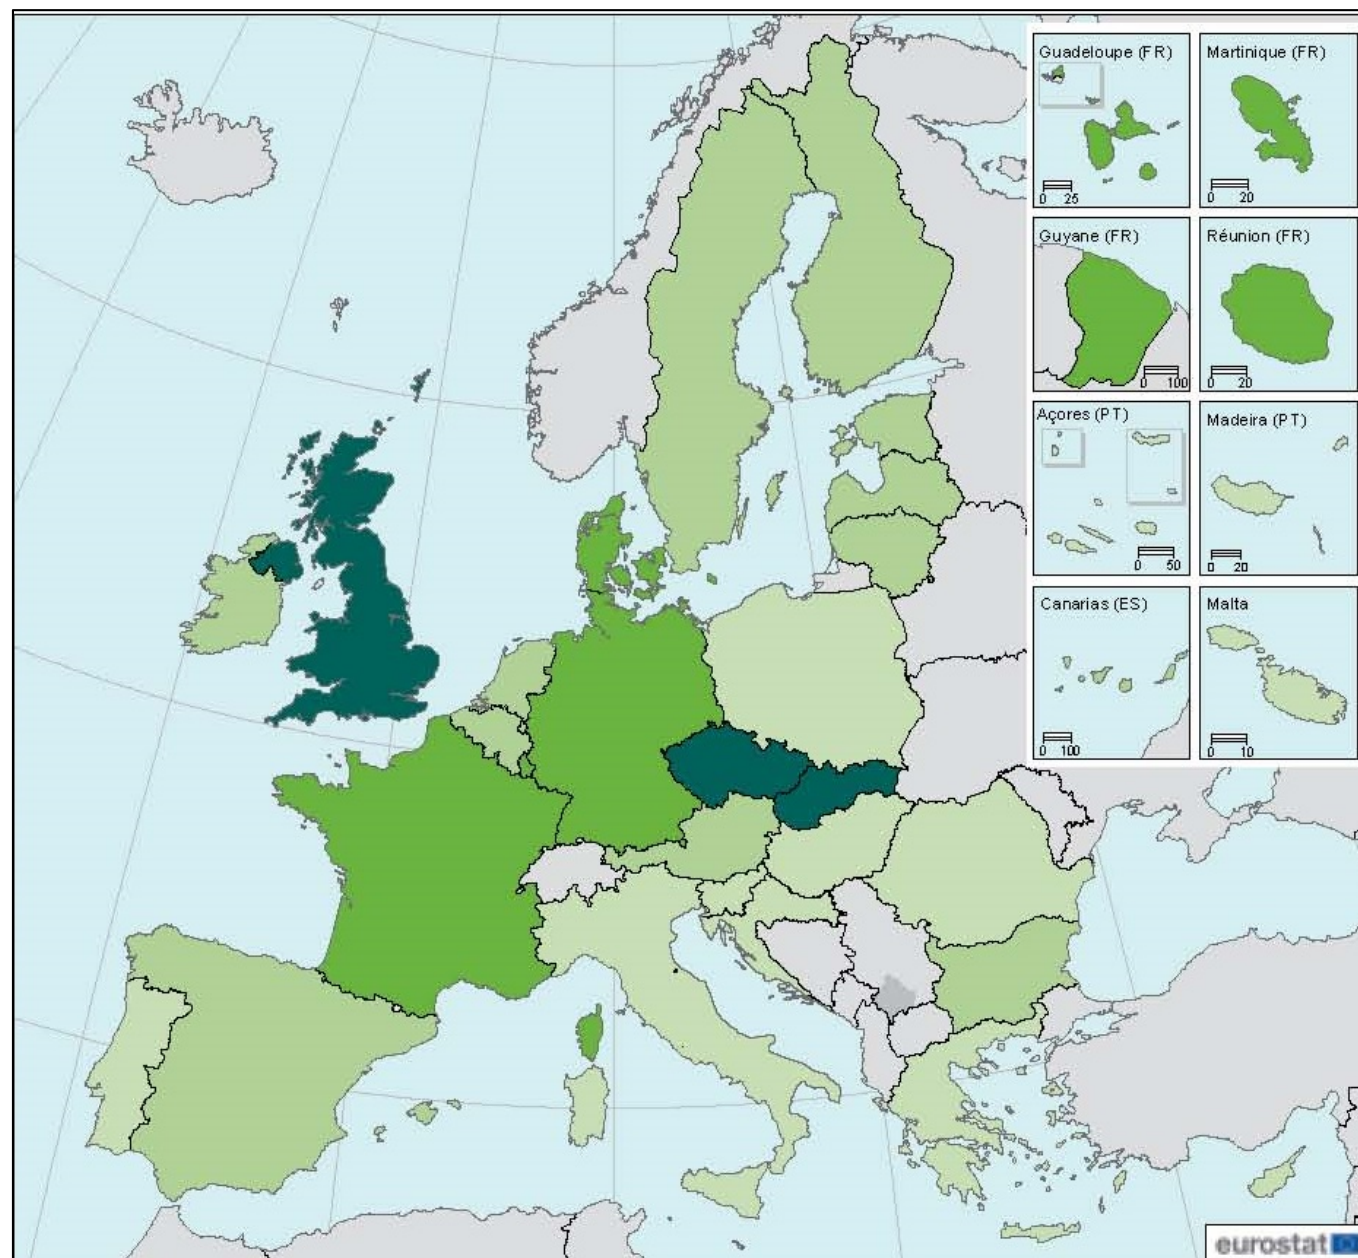 Guadeloupe (FR)
Martinique (FR)
0 25
0 20
Guyane (FR)
Réunion (FR)
0 100
0 20
Açores (PT)
Madeira (PT)
0 50
0 20
Canarias (ES)
Malta
0 100
0 10
eurostat